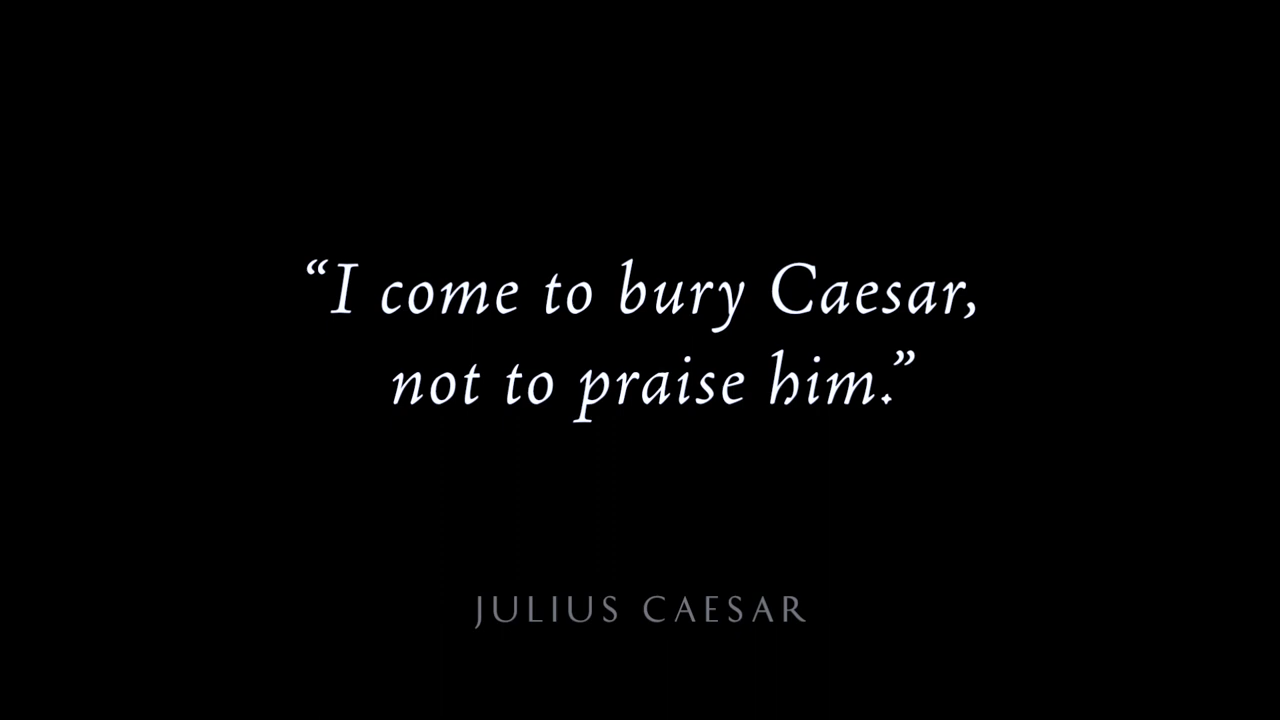 “I come to bury Caesar,
not to praise him.”
JULIUS CAESAR